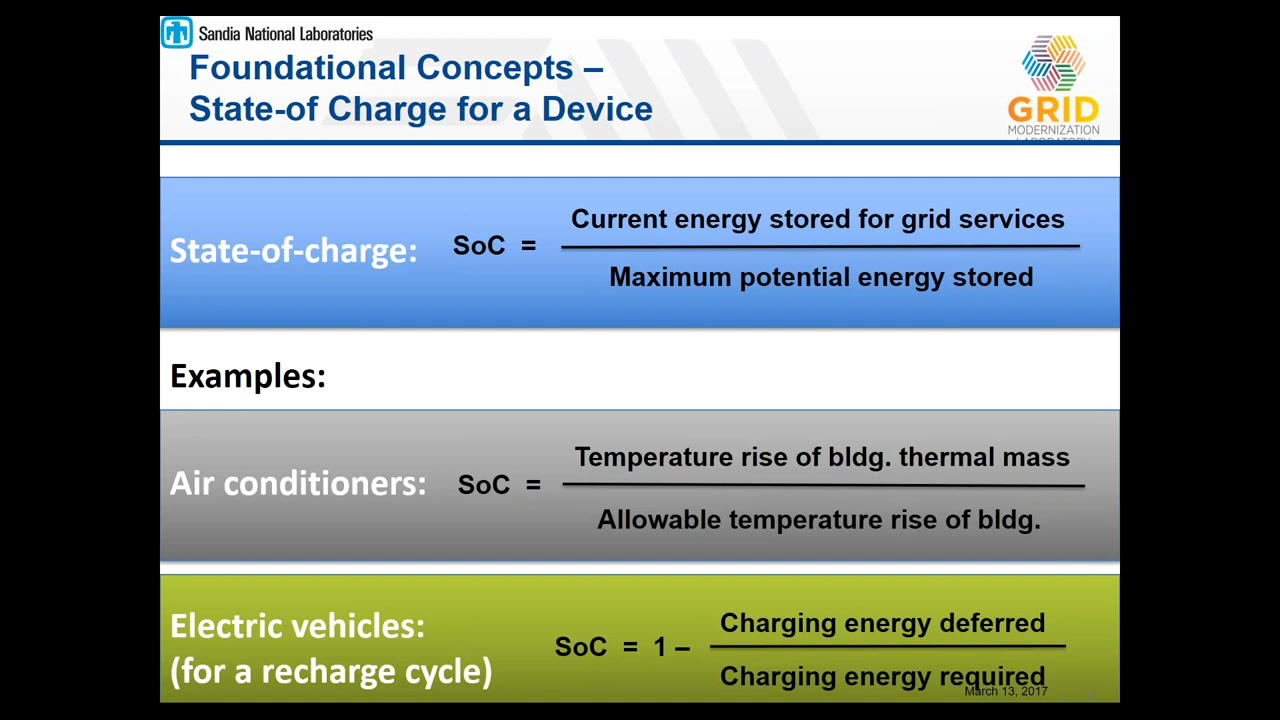 Sandia National Laboratories
Foundational Concepts –
State-of Charge for a Device
GRID
MODERNIZATION
LABORATORY
State-of-charge:
SoC =
Current energy stored for grid services
Maximum potential energy stored
Examples:
Air conditioners:
SoC =
Temperature rise of bldg. thermal mass
Allowable temperature rise of bldg.
Electric vehicles:
(for a recharge cycle)
SoC = 1 –
Charging energy deferred
Charging energy required
March 13, 2017